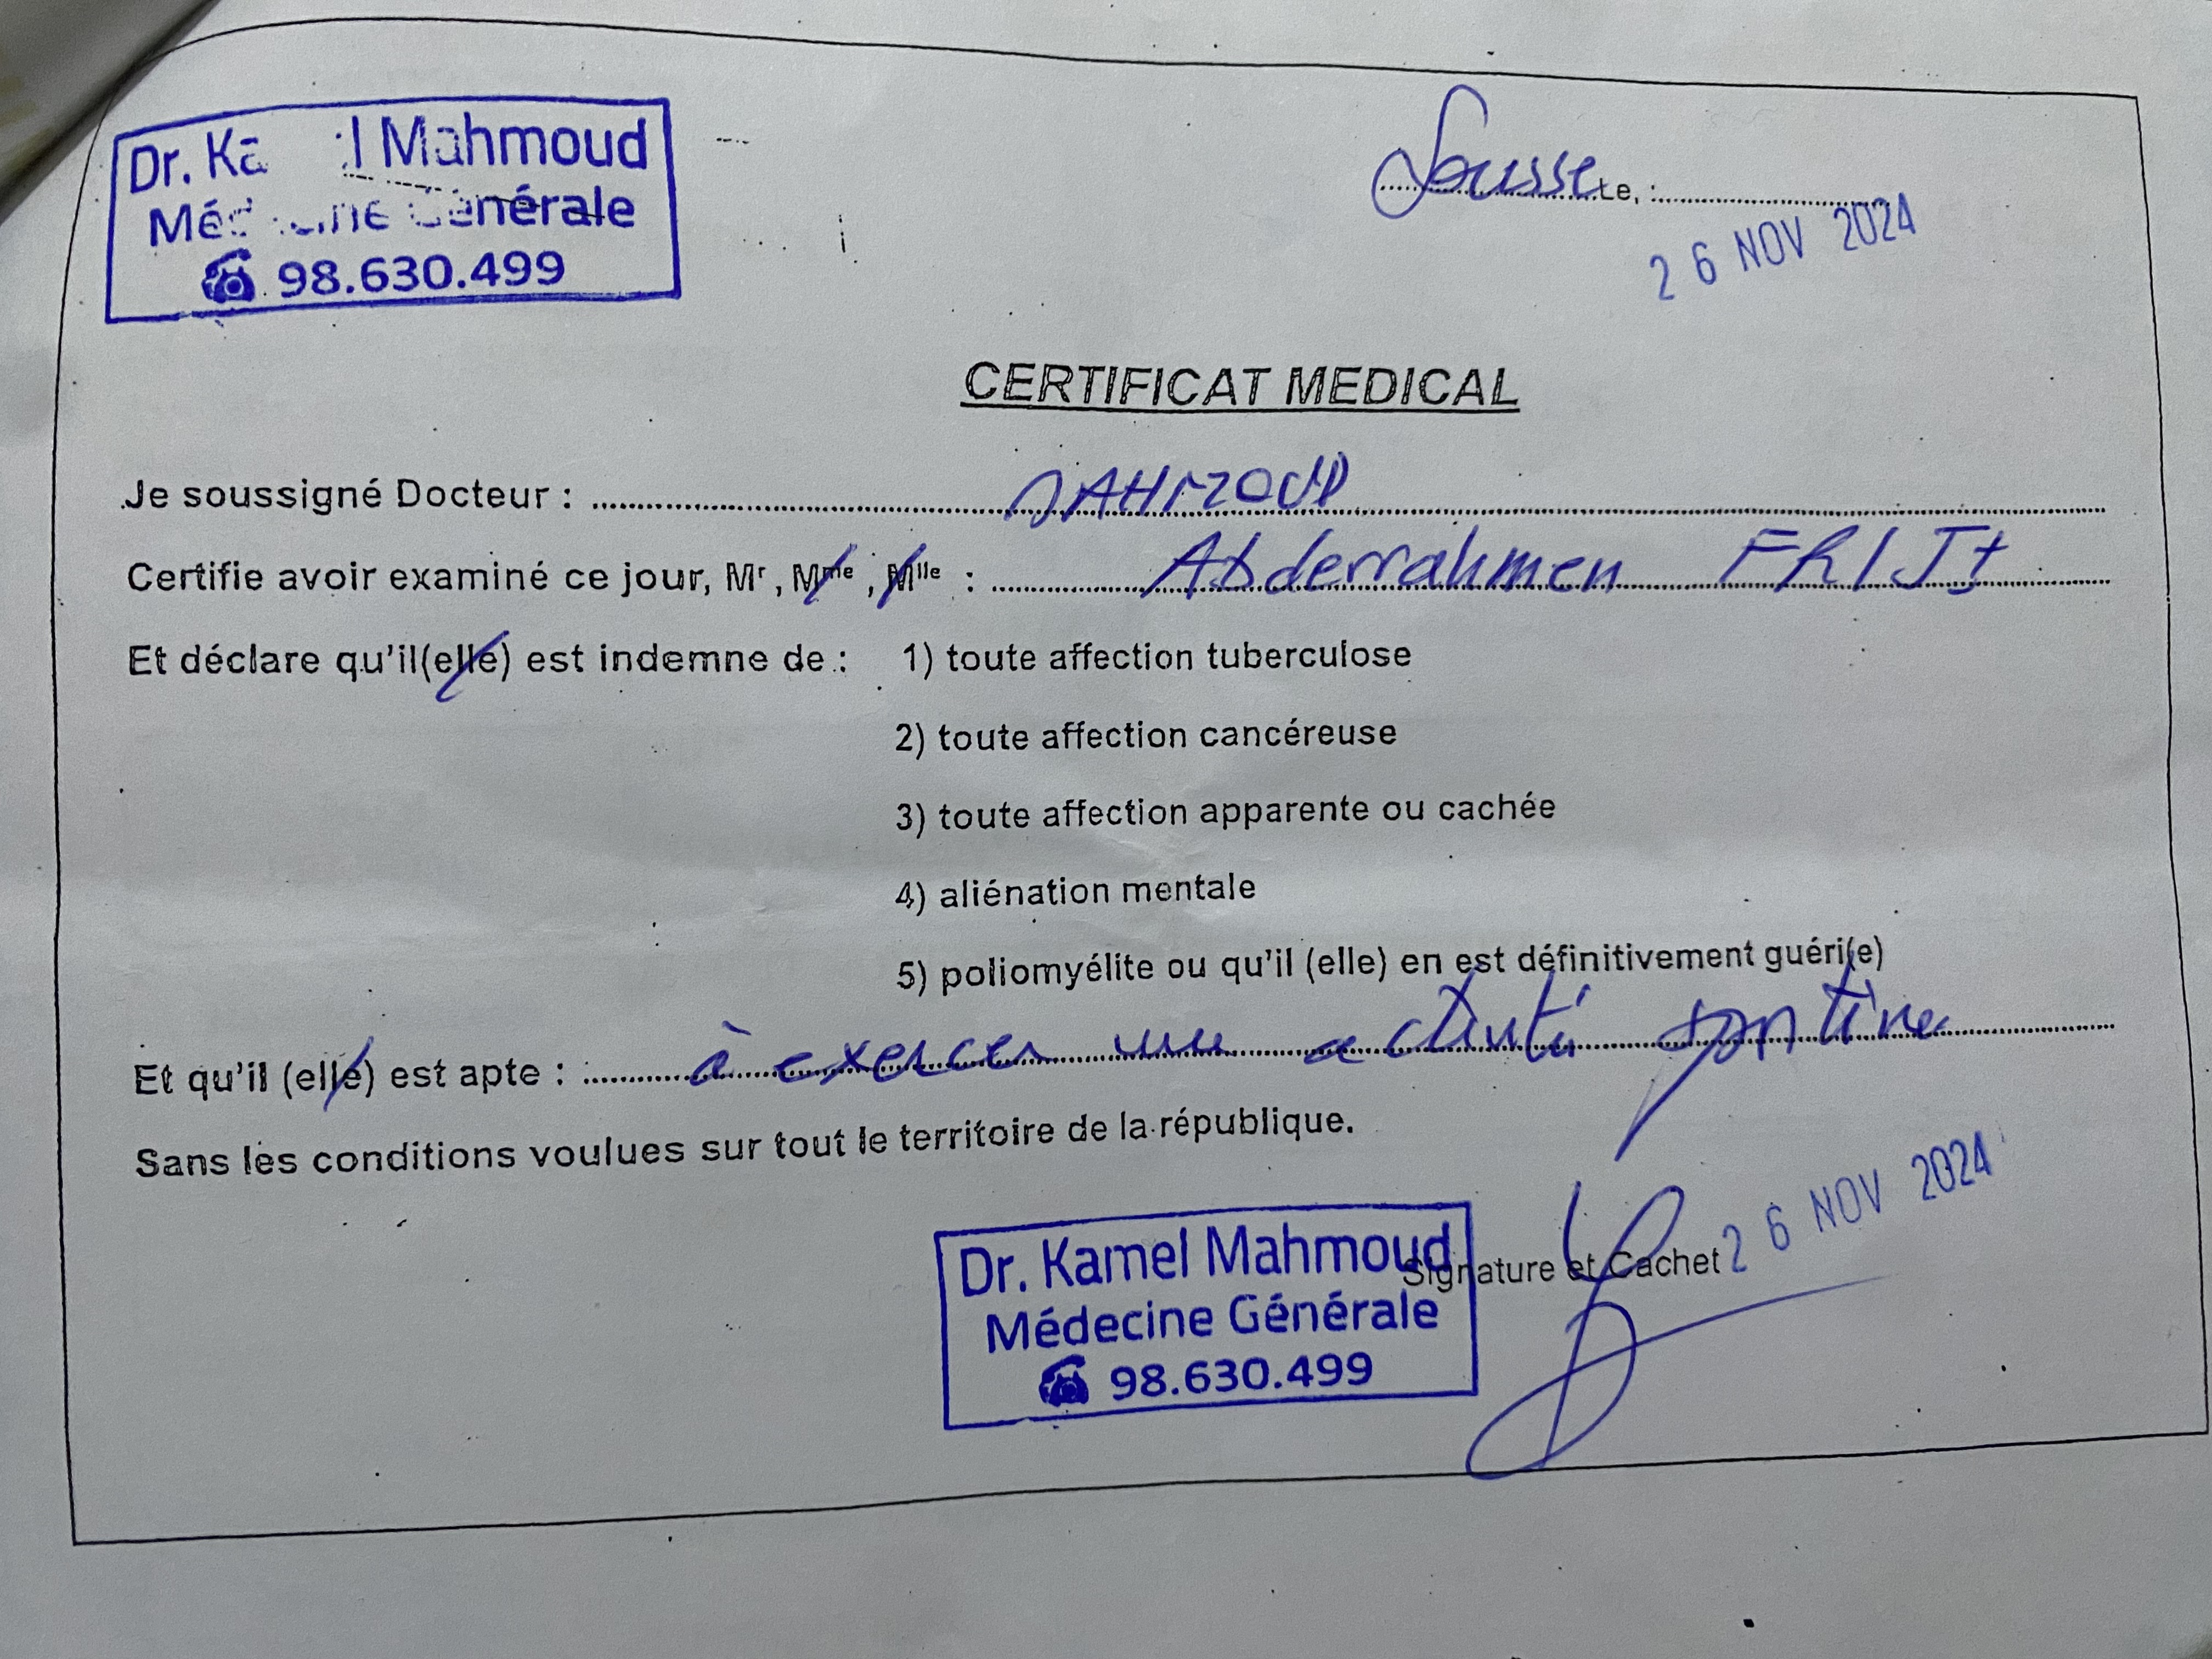 Dr. Ka l Mahmoud
Médecine Générale
98.630.499
Sousse Le, :
26 NOV 2024
CERTIFICAT MEDICAL
Je soussigné Docteur : MAHMOUD
Certifie avoir examiné ce jour, Mr , Mme , Mlle : Abderrahmen FRIJI
Et déclare qu'il(elle) est indemne de : 1) toute affection tuberculose
2) toute affection cancéreuse
3) toute affection apparente ou cachée
4) aliénation mentale
5) poliomyélite ou qu'il (elle) en est définitivement guéri(e)
Et qu'il (elle) est apte : à exercer une activité sportive
Sans les conditions voulues sur tout le territoire de la république.
Signature et Cachet 26 NOV 2024
Dr. Kamel Mahmoud
Médecine Générale
98.630.499